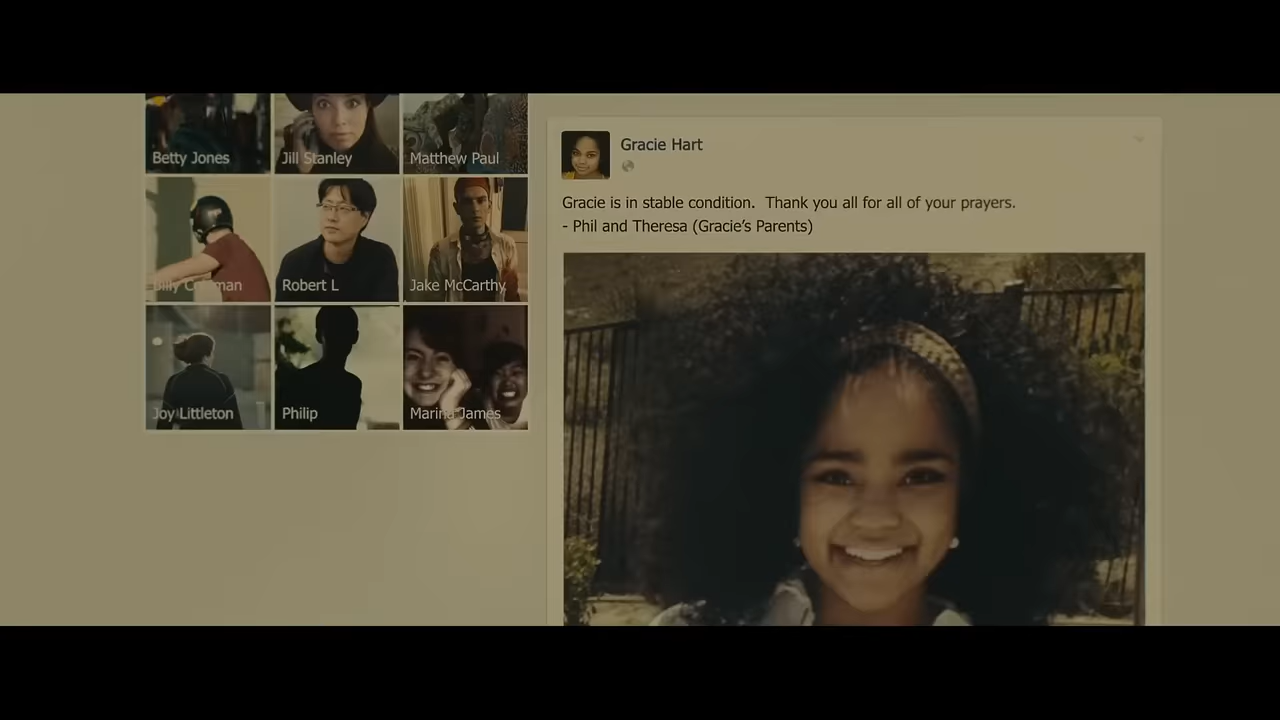 Betty Jones
Jill Stanley
Matthew Paul
Robert L
Jake McCarthy
Joy Littleton
Philip
Marina James
Gracie Hart
Gracie is in stable condition. Thank you all for all of your prayers.
- Phil and Theresa (Gracie's Parents)